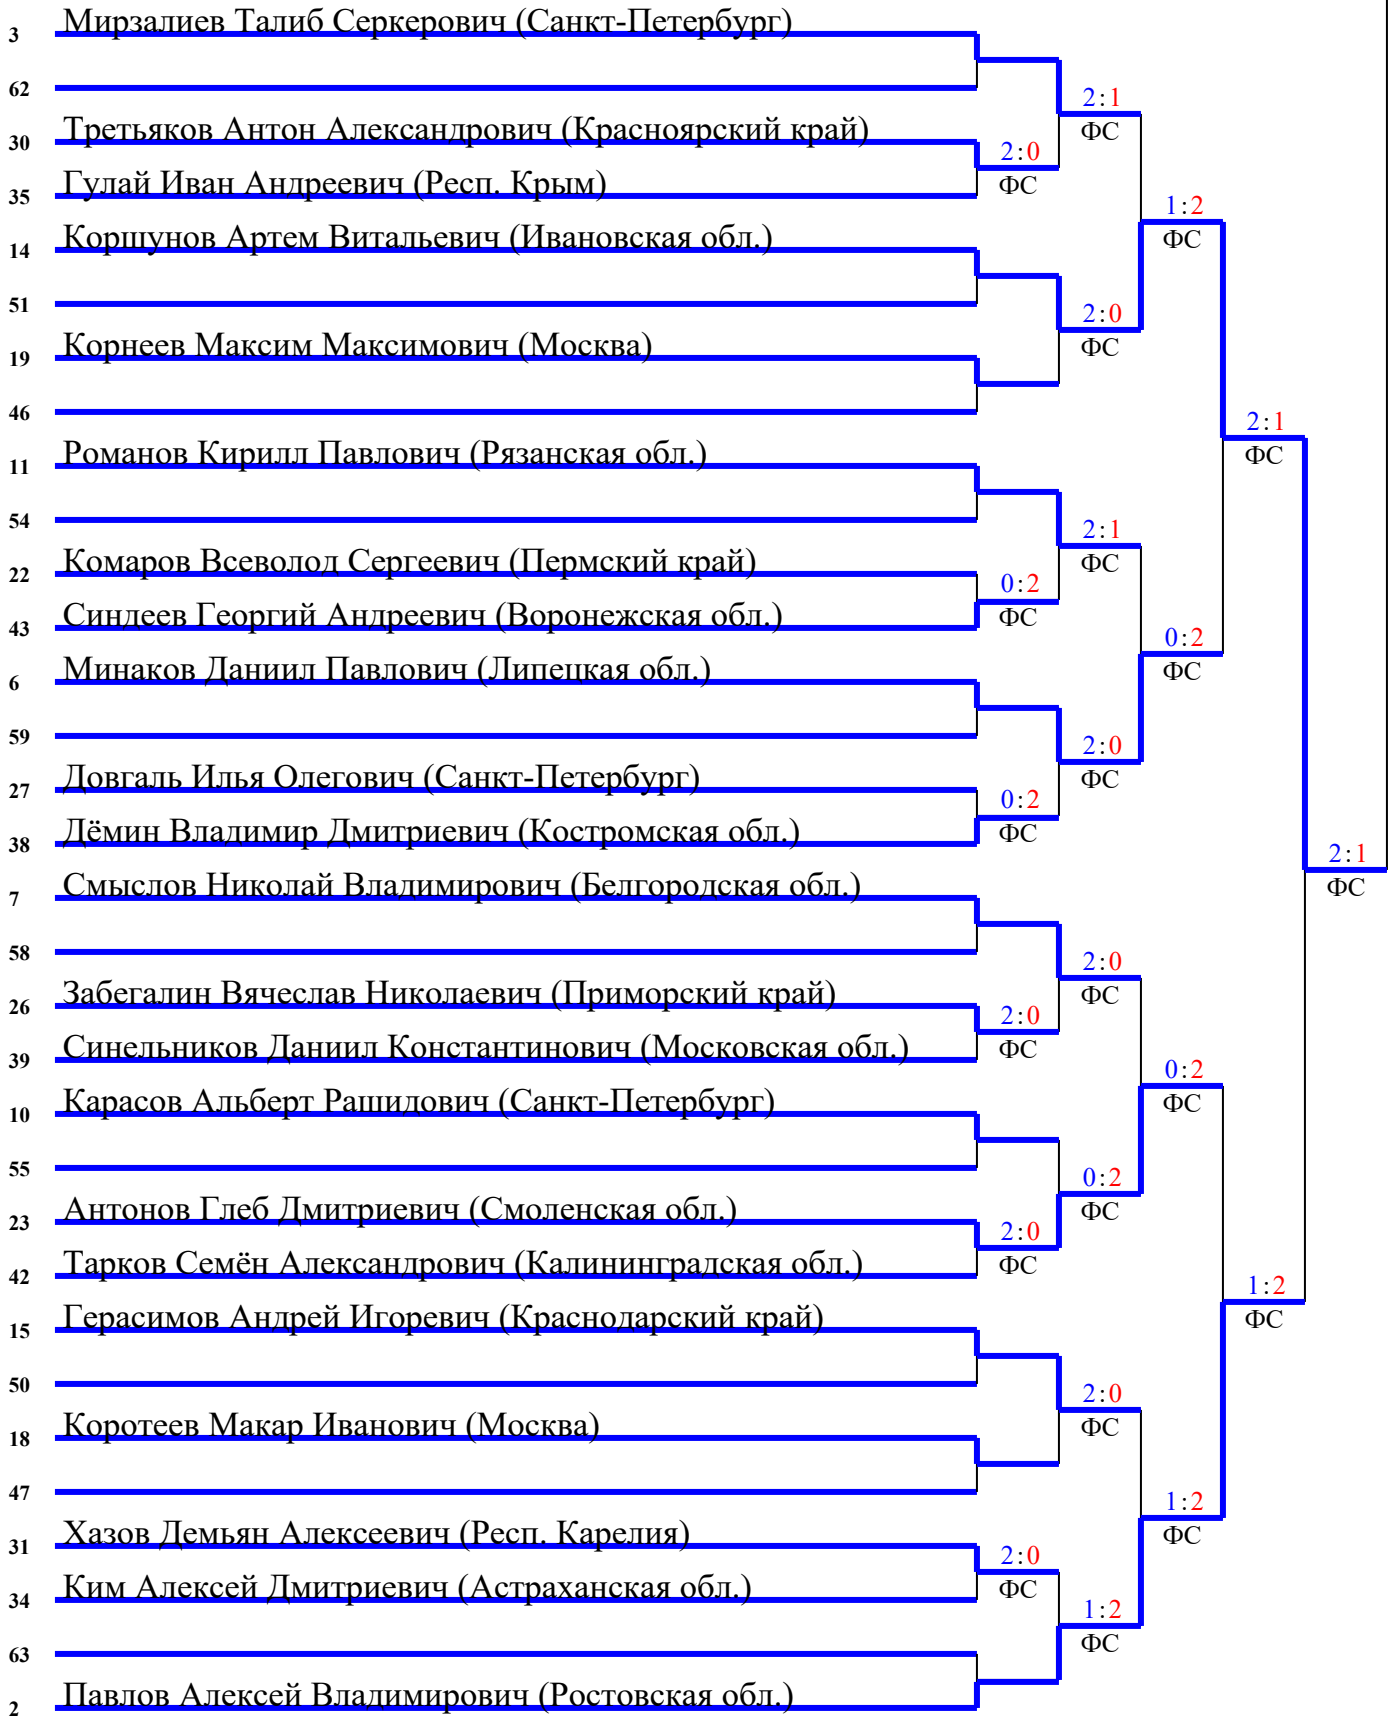 3 Мирзалиев Талиб Серкерович (Санкт-Петербург)
62
2:1
ФС
30 Третьяков Антон Александрович (Красноярский край)
2:0
ФС
35 Гулай Иван Андреевич (Респ. Крым)
1:2
ФС
14 Коршунов Артем Витальевич (Ивановская обл.)
51
2:0
ФС
19 Корнеев Максим Максимович (Москва)
46
2:1
ФС
11 Романов Кирилл Павлович (Рязанская обл.)
54
2:1
ФС
22 Комаров Всеволод Сергеевич (Пермский край)
0:2
ФС
43 Синдеев Георгий Андреевич (Воронежская обл.)
0:2
ФС
6 Минаков Даниил Павлович (Липецкая обл.)
59
2:0
ФС
27 Довгаль Илья Олегович (Санкт-Петербург)
0:2
ФС
38 Дёмин Владимир Дмитриевич (Костромская обл.)
2:1
ФС
7 Смыслов Николай Владимирович (Белгородская обл.)
58
2:0
ФС
26 Забегалин Вячеслав Николаевич (Приморский край)
2:0
ФС
39 Синельников Даниил Константинович (Московская обл.)
0:2
ФС
10 Карасов Альберт Рашидович (Санкт-Петербург)
55
0:2
ФС
23 Антонов Глеб Дмитриевич (Смоленская обл.)
2:0
ФС
42 Тарков Семён Александрович (Калининградская обл.)
1:2
ФС
15 Герасимов Андрей Игоревич (Краснодарский край)
50
2:0
ФС
18 Коротеев Макар Иванович (Москва)
47
1:2
ФС
31 Хазов Демьян Алексеевич (Респ. Карелия)
2:0
ФС
34 Ким Алексей Дмитриевич (Астраханская обл.)
1:2
ФС
63
2 Павлов Алексей Владимирович (Ростовская обл.)